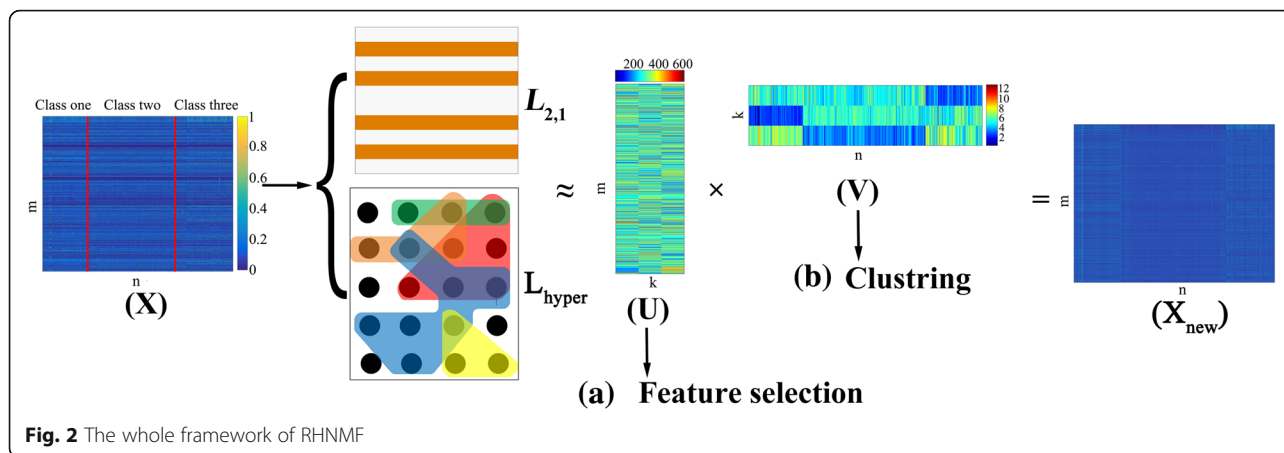 Class one Class two Class three
1
0.8
0.6
0.4
0.2
0
m
n
(X)
L2,1
Lhyper
≈
200 400 600
m
k
(U)
×
k
n
12
10
8
6
4
2
(V)
(b) Clustring
(a) Feature selection
=
m
n
(Xnew)
Fig. 2 The whole framework of RHNMF